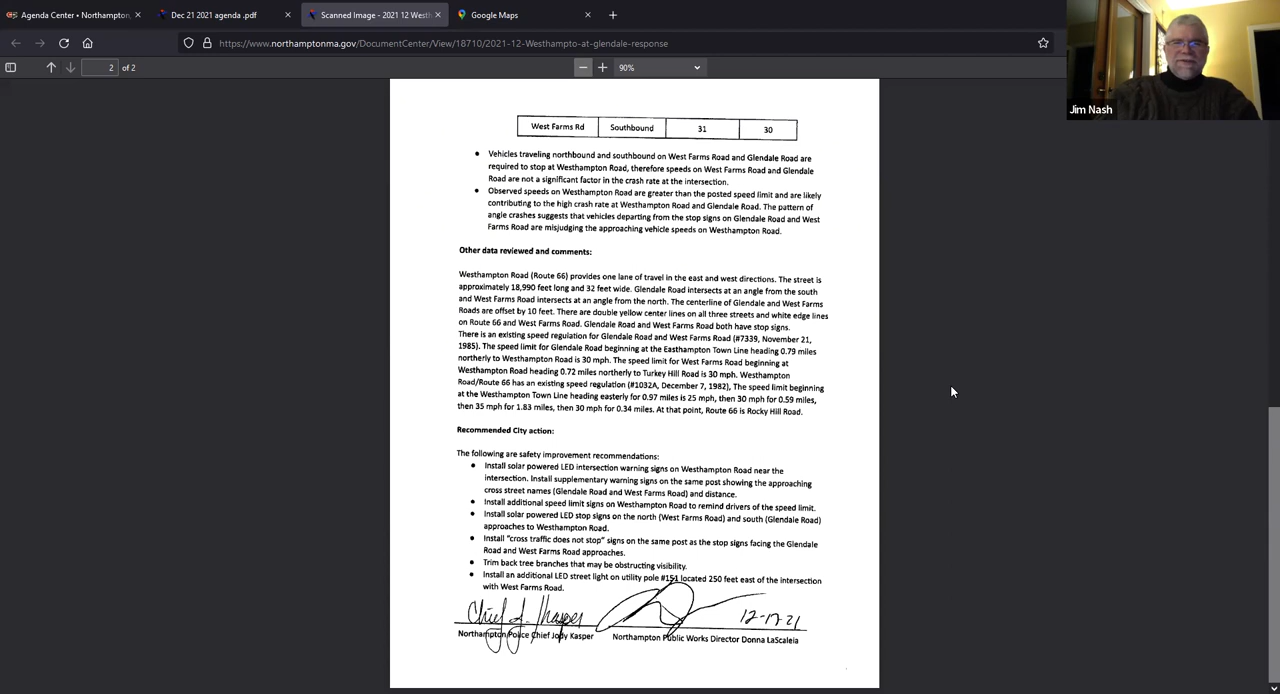 Agenda Center • Northampton,
Dec 21 2021 agenda .pdf
Scanned Image - 2021 12 Westh
Google Maps
https://www.northamptonma.gov/DocumentCenter/View/18710/2021-12-Westhampto-at-glendale-response
2 of 2
90%
Jim Nash
West Farms Rd Southbound 31 30
• Vehicles traveling northbound and southbound on West Farms Road and Glendale Road are
required to stop at Westhampton Road, therefore speeds on West Farms Road and Glendale
Road are not a significant factor in the crash rate at the intersection.
• Observed speeds on Westhampton Road are greater than the posted speed limit and are likely
contributing to the high crash rate at Westhampton Road and Glendale Road. The pattern of
angle crashes suggests that vehicles departing from the stop signs on Glendale Road and West
Farms Road are misjudging the approaching vehicle speeds on Westhampton Road.
Other data reviewed and comments:
Westhampton Road (Route 66) provides one lane of travel in the east and west directions. The street is
approximately 18,990 feet long and 32 feet wide. Glendale Road intersects at an angle from the south
and West Farms Road intersects at an angle from the north. The centerline of Glendale and West Farms
Roads are offset by 10 feet. There are double yellow center lines on all three streets and white edge lines
on Route 66 and West Farms Road. Glendale Road and West Farms Road both have stop signs.
There is an existing speed regulation for Glendale Road and West Farms Road (#7339, November 21,
1985). The speed limit for Glendale Road beginning at the Easthampton Town Line heading 0.79 miles
northerly to Westhampton Road is 30 mph. The speed limit for West Farms Road beginning at
Westhampton Road heading 0.72 miles northerly to Turkey Hill Road is 30 mph. Westhampton
Road/Route 66 has an existing speed regulation (#1032A, December 7, 1982), The speed limit beginning
at the Westhampton Town Line heading easterly for 0.97 miles is 25 mph, then 30 mph for 0.59 miles,
then 35 mph for 1.83 miles, then 30 mph for 0.34 miles. At that point, Route 66 is Rocky Hill Road.
Recommended City action:
The following are safety improvement recommendations:
• Install solar powered LED intersection warning signs on Westhampton Road near the
intersection. Install supplementary warning signs on the same post showing the approaching
cross street names (Glendale Road and West Farms Road) and distance.
• Install additional speed limit signs on Westhampton Road to remind drivers of the speed limit.
• Install solar powered LED stop signs on the north (West Farms Road) and south (Glendale Road)
approaches to Westhampton Road.
• Install "cross traffic does not stop" signs on the same post as the stop signs facing the Glendale
Road and West Farms Road approaches.
• Trim back tree branches that may be obstructing visibility.
• Install an additional LED street light on utility pole #151 located 250 feet east of the intersection
with West Farms Road.
Chief J. Kasper 12-17-21
Northampton Police Chief Jody Kasper Northampton Public Works Director Donna LaScaleia